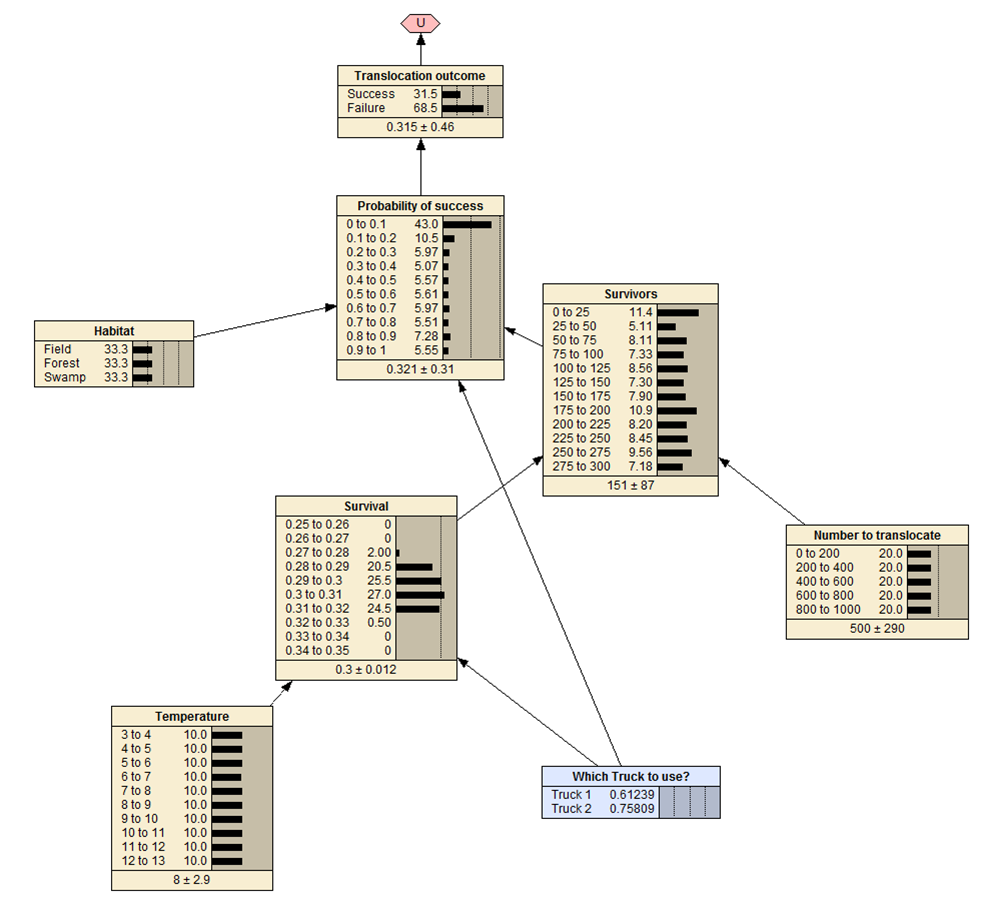 U
Translocation outcome
Success 31.5
Failure 68.5
0.315 ± 0.46
Probability of success
0 to 0.1 43.0
0.1 to 0.2 10.5
0.2 to 0.3 5.97
0.3 to 0.4 5.07
0.4 to 0.5 5.57
0.5 to 0.6 5.61
0.6 to 0.7 5.97
0.7 to 0.8 5.51
0.8 to 0.9 7.28
0.9 to 1 5.55
0.321 ± 0.31
Survivors
0 to 25 11.4
25 to 50 5.11
50 to 75 8.11
75 to 100 7.33
100 to 125 8.56
125 to 150 7.30
150 to 175 7.90
175 to 200 10.9
200 to 225 8.20
225 to 250 8.45
250 to 275 9.56
275 to 300 7.18
151 ± 87
Habitat
Field 33.3
Forest 33.3
Swamp 33.3
Survival
0.25 to 0.26 0
0.26 to 0.27 0
0.27 to 0.28 2.00
0.28 to 0.29 20.5
0.29 to 0.3 25.5
0.3 to 0.31 27.0
0.31 to 0.32 24.5
0.32 to 0.33 0.50
0.33 to 0.34 0
0.34 to 0.35 0
0.3 ± 0.012
Number to translocate
0 to 200 20.0
200 to 400 20.0
400 to 600 20.0
600 to 800 20.0
800 to 1000 20.0
500 ± 290
Temperature
3 to 4 10.0
4 to 5 10.0
5 to 6 10.0
6 to 7 10.0
7 to 8 10.0
8 to 9 10.0
9 to 10 10.0
10 to 11 10.0
11 to 12 10.0
12 to 13 10.0
8 ± 2.9
Which Truck to use?
Truck 1 0.61239
Truck 2 0.75809